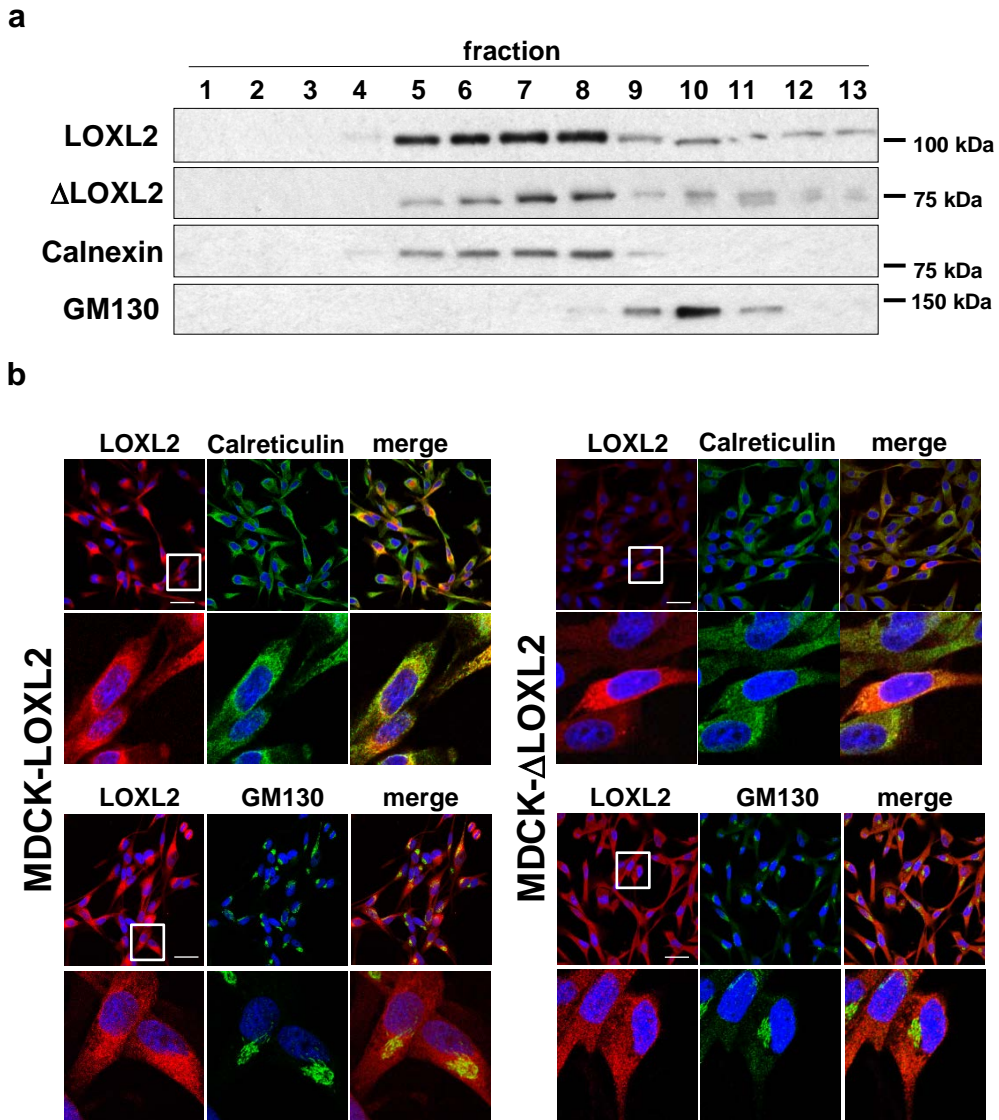 a
fraction
1 2 3 4 5 6 7 8 9 10 11 12 13
LOXL2
100 kDa
ΔLOXL2
75 kDa
Calnexin
75 kDa
GM130
150 kDa
b
MDCK-LOXL2
LOXL2 Calreticulin merge
LOXL2 GM130 merge
MDCK-ΔLOXL2
LOXL2 Calreticulin merge
LOXL2 GM130 merge